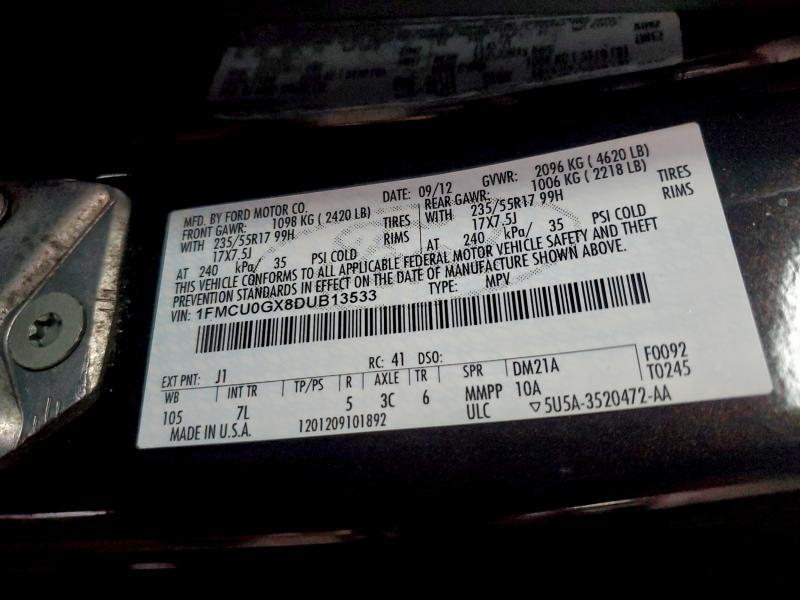 MFD. BY FORD MOTOR CO. DATE: 09/12 GVWR: 2096 KG ( 4620 LB)
FRONT GAWR: 1098 KG ( 2420 LB) REAR GAWR: 1006 KG ( 2218 LB)
WITH 235/55R17 99H TIRES WITH 235/55R17 99H TIRES
17X7.5J RIMS 17X7.5J RIMS
AT 240 kPa/ 35 PSI COLD AT 240 kPa/ 35 PSI COLD
THIS VEHICLE CONFORMS TO ALL APPLICABLE FEDERAL MOTOR VEHICLE SAFETY AND THEFT
PREVENTION STANDARDS IN EFFECT ON THE DATE OF MANUFACTURE SHOWN ABOVE.
VIN: 1FMCU0GX8DUB13533 TYPE: MPV
EXT PNT: J1 RC: 41 DSO: F0092
WB INT TR TP/PS R AXLE TR SPR DM21A T0245
105 7L 5 3C 6 MMPP 10A
MADE IN U.S.A. 1201209101892 ULC ▽5U5A-3520472-AA